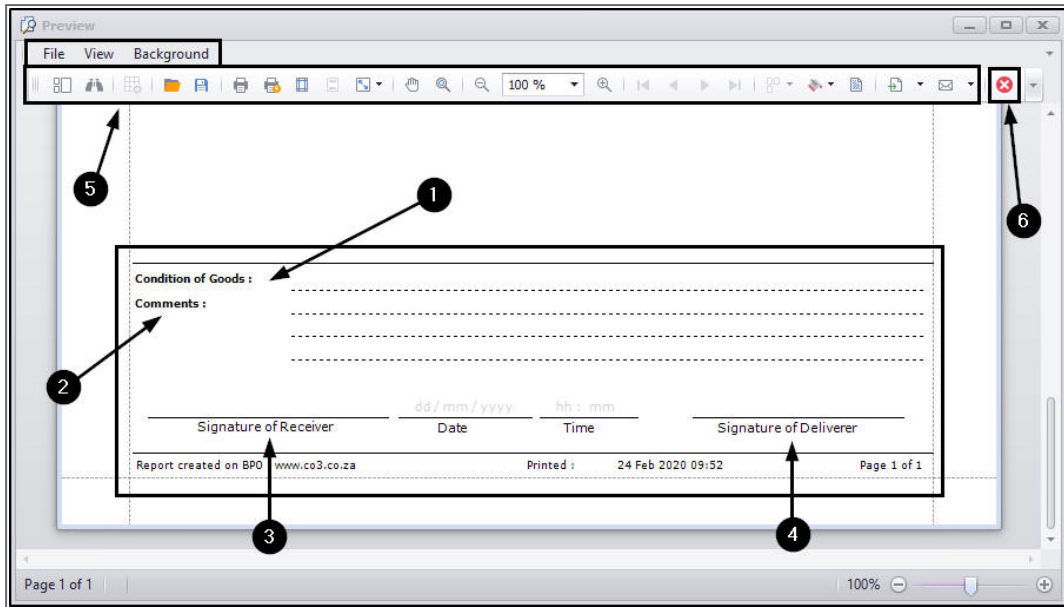 Preview
File View Background
100 %
5
1
6
Condition of Goods :
Comments :
2
dd / mm / yyyy hh : mm
Signature of Receiver Date Time Signature of Deliverer
Report created on BPO www.co3.co.za Printed : 24 Feb 2020 09:52 Page 1 of 1
3
4
Page 1 of 1 100%